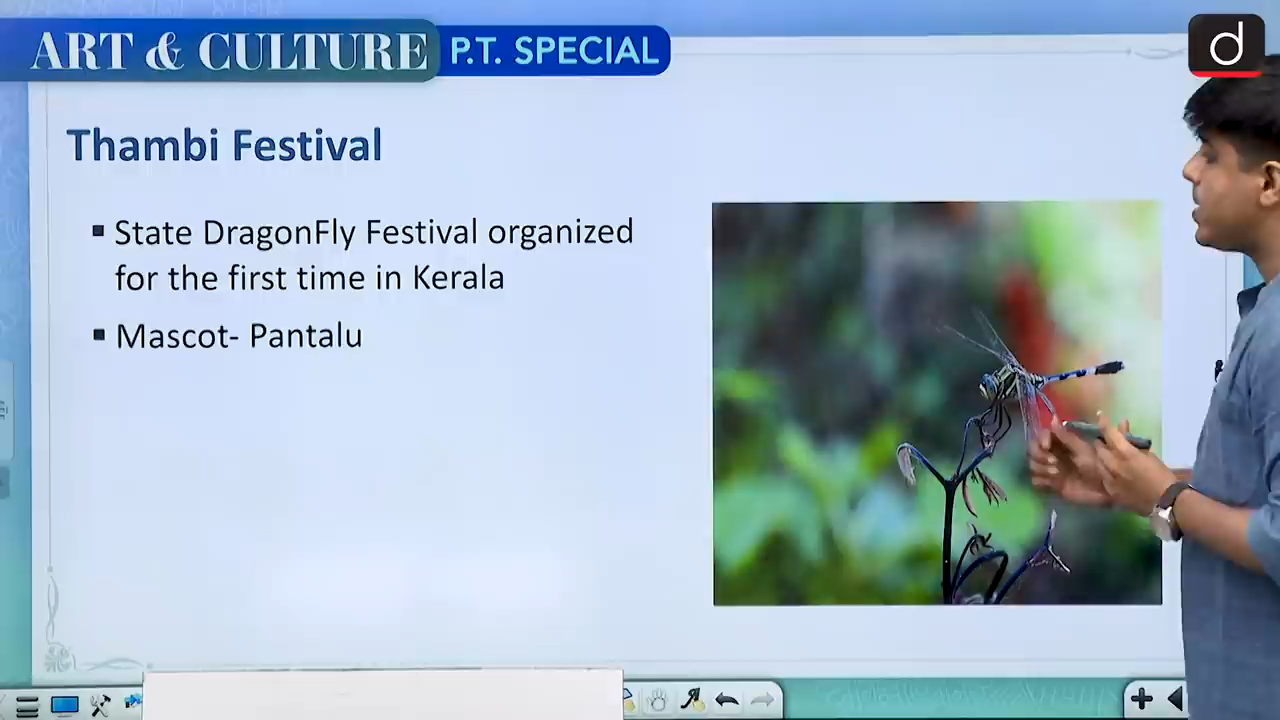 ART & CULTURE P.T. SPECIAL
d
Thambi Festival
▪ State DragonFly Festival organized
for the first time in Kerala
▪ Mascot- Pantalu